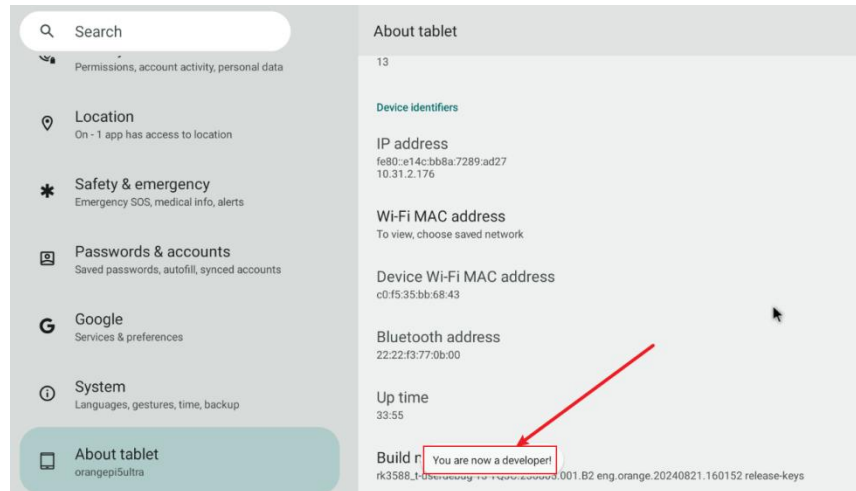 Search
Permissions, account activity, personal data
Location
On - 1 app has access to location
Safety & emergency
Emergency SOS, medical info, alerts
Passwords & accounts
Saved passwords, autofill, synced accounts
Google
Services & preferences
System
Languages, gestures, time, backup
About tablet
orangepi5ultra
About tablet
13
Device identifiers
IP address
fe80::e14c:bb8a:7289:ad27
10.31.2.176
Wi-Fi MAC address
To view, choose saved network
Device Wi-Fi MAC address
c0:f5:35:bb:68:43
Bluetooth address
22:22:f3:77:0b:00
Up time
33:55
Build
You are now a developer!
.001.B2 eng.orange.20240821.160152 release-keys